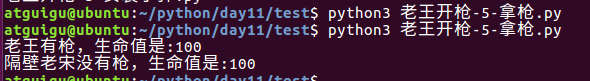 atguigu@ubuntu:~/python/day11/test$ python3 老王开枪-5-拿枪.py
atguigu@ubuntu:~/python/day11/test$ python3 老王开枪-5-拿枪.py
老王有枪，生命值是:100
隔壁老宋没有枪，生命值是:100